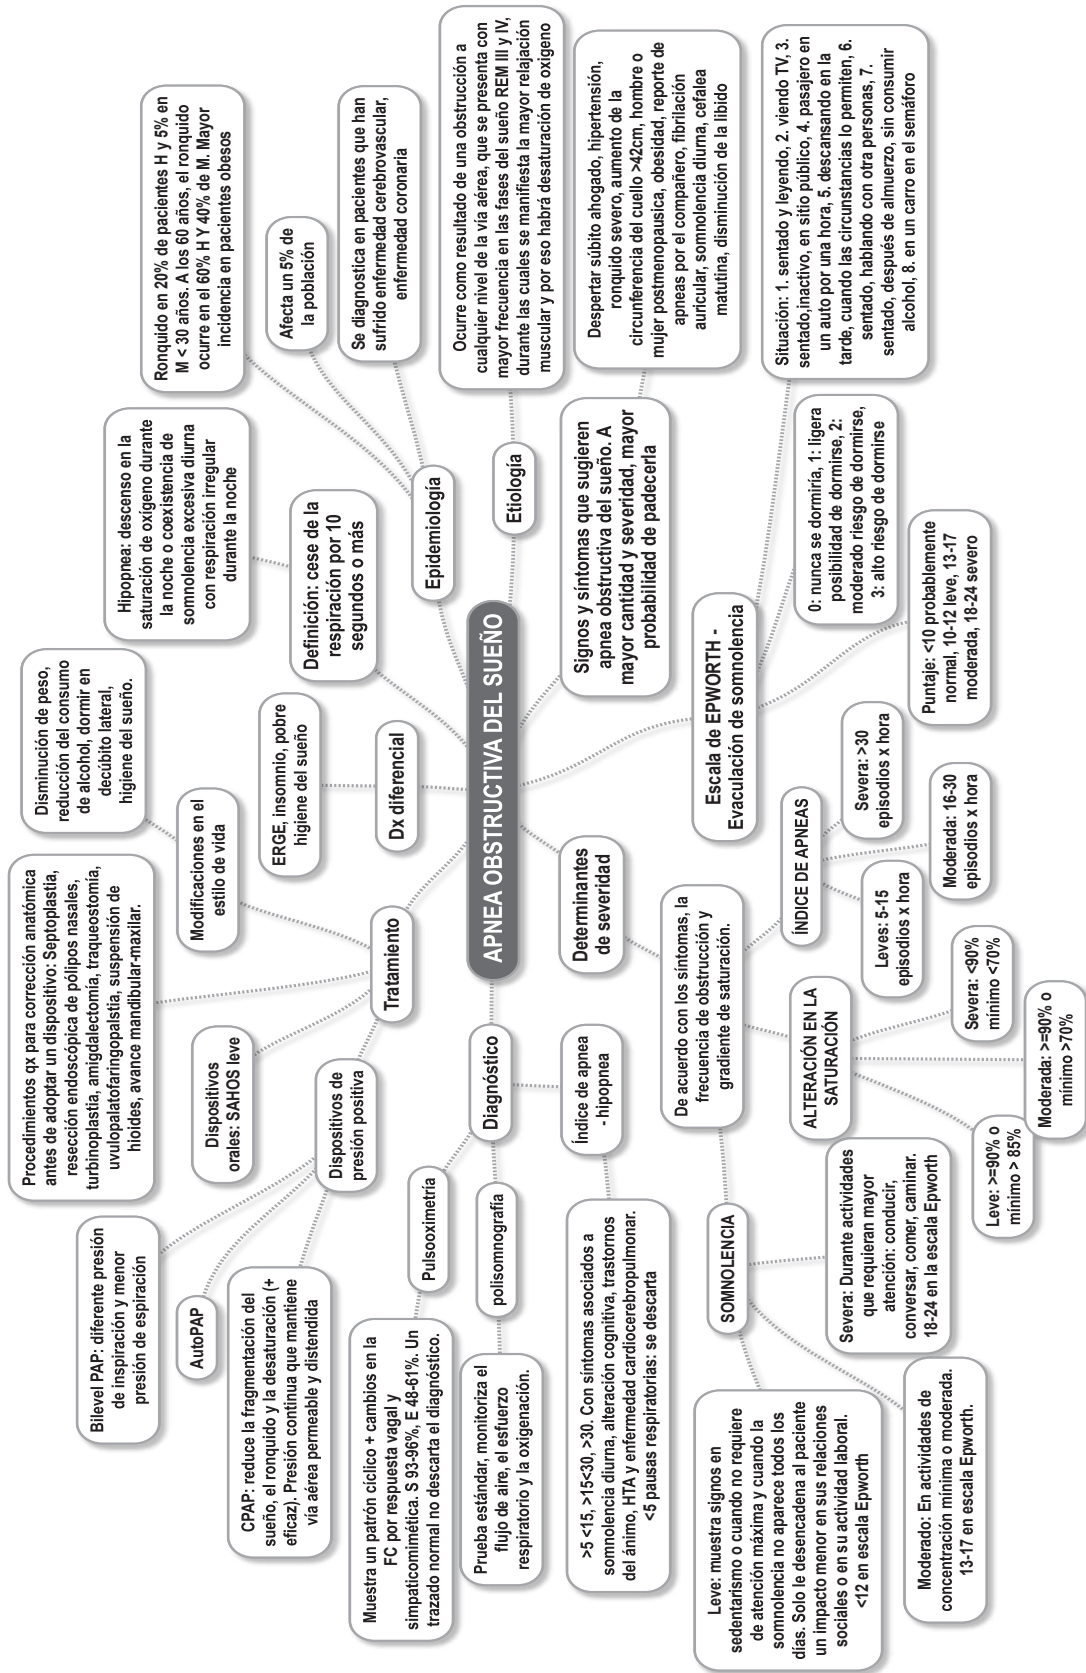 APNEA OBSTRUCTIVA DEL SUEÑO
Definición: cese de la
respiración por 10
segundos o más
Hipopnea: descenso en la
saturación de oxígeno durante
la noche o coexistencia de
somnolencia excesiva diurna
con respiración irregular
durante la noche
Epidemiología
Ronquido en 20% de pacientes H y 5% en
M < 30 años. A los 60 años, el ronquido
ocurre en el 60% H Y 40% de M. Mayor
incidencia en pacientes obesos
Afecta un 5% de
la población
Se diagnostica en pacientes que han
sufrido enfermedad cerebrovascular,
enfermedad coronaria
Etiología
Ocurre como resultado de una obstrucción a
cualquier nivel de la vía aérea, que se presenta con
mayor frecuencia en las fases del sueño REM III y IV,
durante las cuales se manifiesta la mayor relajación
muscular y por eso habrá desaturación de oxigeno
Signos y síntomas que sugieren
apnea obstructiva del sueño. A
mayor cantidad y severidad, mayor
probabilidad de padecerla
Despertar súbito ahogado, hipertensión,
ronquido severo, aumento de la
circunferencia del cuello >42cm, hombre o
mujer postmenopausica, obesidad, reporte de
apneas por el compañero, fibrilación
auricular, somnolencia diurna, cefalea
matutina, disminución de la libido
Escala de EPWORTH -
Evaculación de somnolencia
Situación: 1. sentado y leyendo, 2. viendo TV, 3.
sentado,inactivo, en sitio público, 4. pasajero en
un auto por una hora, 5. descansando en la
tarde, cuando las circunstancias lo permiten, 6.
sentado, hablando con otra personas, 7.
sentado, después de almuerzo, sin consumir
alcohol, 8. en un carro en el semáforo
0: nunca se dormiría, 1: ligera
posibilidad de dormirse, 2:
moderado riesgo de dormirse,
3: alto riesgo de dormirse
Puntaje: <10 probablemente
normal, 10-12 leve, 13-17
moderada, 18-24 severo
Dx diferencial
ERGE, insomnio, pobre
higiene del sueño
Tratamiento
Modificaciones en el
estilo de vida
Disminución de peso,
reducción del consumo
de alcohol, dormir en
decúbito lateral,
higiene del sueño.
Procedimientos qx para corrección anatómica
antes de adoptar un dispositivo: Septoplastia,
resección endoscópica de pólipos nasales,
turbinoplastia, amigdalectomía, traqueostomía,
uvulopalatofaringopalstía, suspensión de
hioides, avance mandibular-maxilar.
Dispositivos
orales: SAHOS leve
Dispositivos de
presión positiva
Bilevel PAP: diferente presión
de inspiración y menor
presión de espiración
AutoPAP
CPAP: reduce la fragmentación del
sueño, el ronquido y la desaturación (+
eficaz). Presión continua que mantiene
vía aérea permeable y distendida
Diagnóstico
Pulsooximetría
Muestra un patrón cíclico + cambios en la
FC por respuesta vagal y
simpaticomimética. S 93-96%, E 48-61%. Un
trazado normal no descarta el diagnóstico.
polisomnografía
Prueba estándar, monitoriza el
flujo de aire, el esfuerzo
respiratorio y la oxigenación.
Índice de apnea
- hipopnea
>5 <15, >15<30, >30. Con síntomas asociados a
somnolencia diurna, alteración cognitiva, trastornos
del ánimo, HTA y enfermedad cardiocerebropulmonar.
<5 pausas respiratorias: se descarta
Determinantes
de severidad
De acuerdo con los síntomas, la
frecuencia de obstrucción y
gradiente de saturación.
ÍNDICE DE APNEAS
Severa: >30
episodios x hora
Moderada: 16-30
episodios x hora
Leves: 5-15
episodios x hora
ALTERACIÓN EN LA
SATURACIÓN
Severa: <90%
mínimo <70%
Moderada: >=90% o
mínimo >70%
Leve: >=90% o
mínimo > 85%
SOMNOLENCIA
Severa: Durante actividades
que requieran mayor
atención: conducir,
conversar, comer, caminar.
18-24 en la escala Epworth
Moderado: En actividades de
concentración mínima o moderada.
13-17 en escala Epworth.
Leve: muestra signos en
sedentarismo o cuando no requiere
de atención máxima y cuando la
somnolencia no aparece todos los
días. Solo le desencadena al paciente
un impacto menor en sus relaciones
sociales o en su actividad laboral.
<12 en escala Epworth